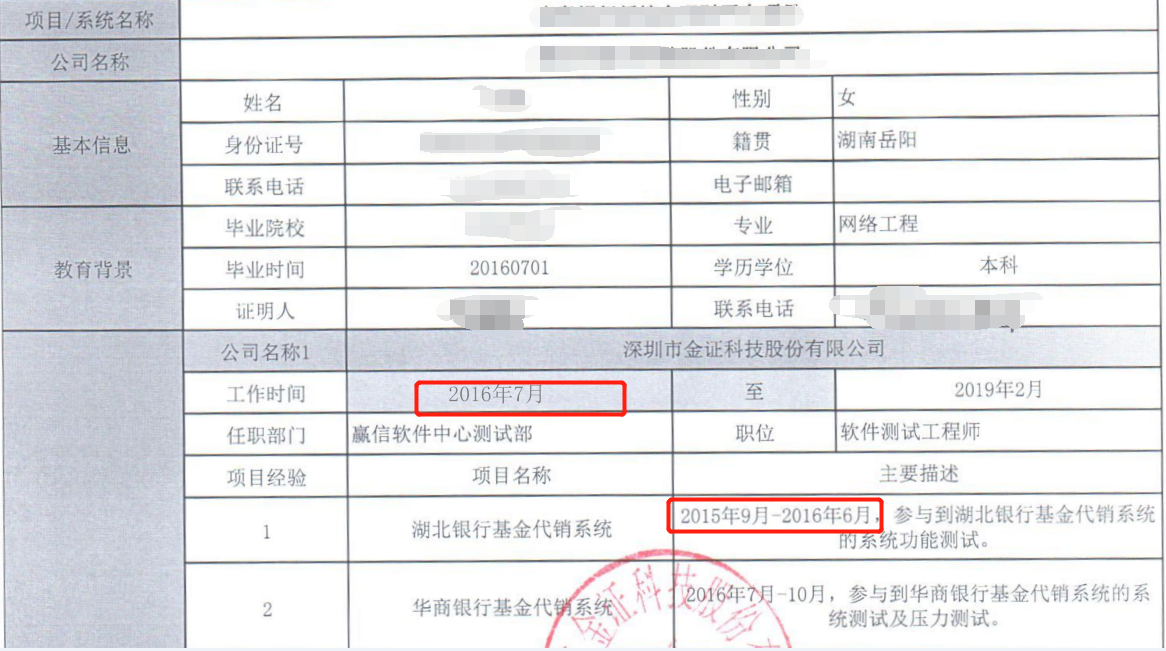 项目/系统名称
公司名称
基本信息
姓名
性别 女
身份证号
籍贯 湖南岳阳
联系电话
电子邮箱
教育背景
毕业院校
专业 网络工程
毕业时间 20160701 学历学位 本科
证明人
联系电话
公司名称1 深圳市金证科技股份有限公司
工作时间 2016年7月 至 2019年2月
任职部门 赢信软件中心测试部 职位 软件测试工程师
项目经验 项目名称 主要描述
1 湖北银行基金代销系统 2015年9月-2016年6月，参与到湖北银行基金代销系统
的系统功能测试。
2 华商银行基金代销系统 2016年7月-10月，参与到华商银行基金代销系统的系
统测试及压力测试。
金证科技股份